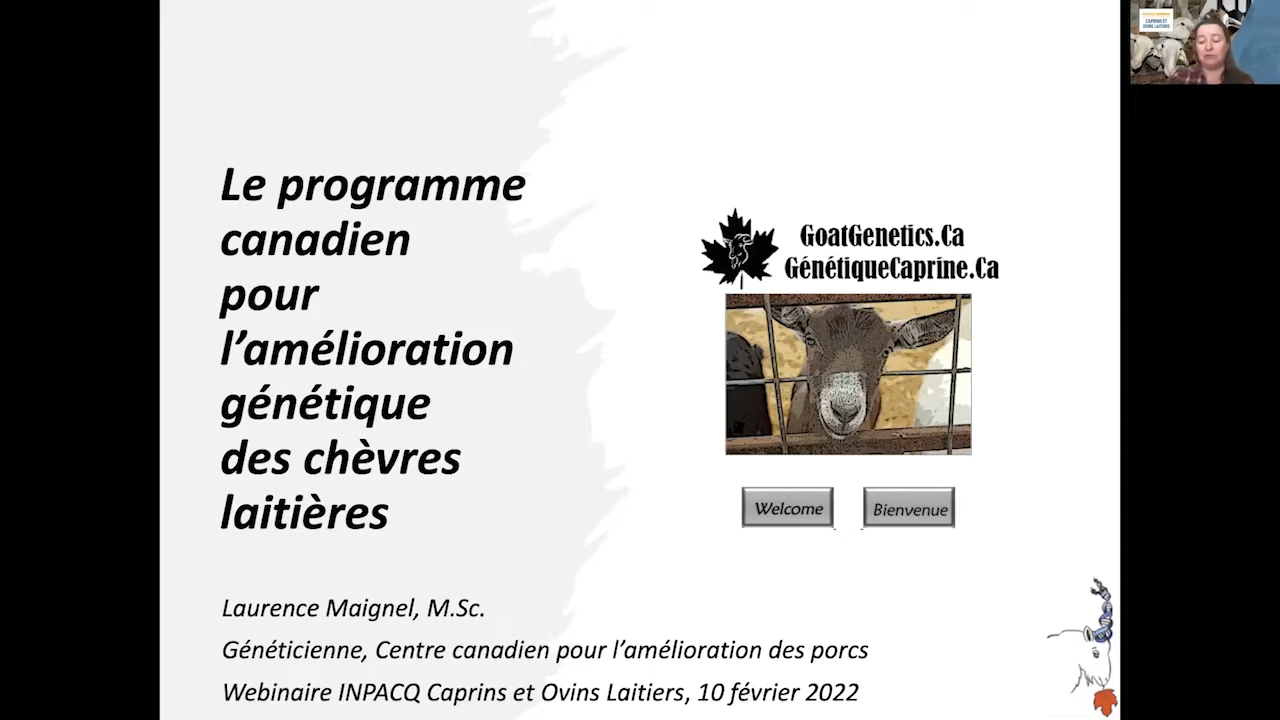 Le programme
canadien
pour
l’amélioration
génétique
des chèvres
laitières
GoatGenetics.Ca
GénétiqueCaprine.Ca
Welcome
Bienvenue
Laurence Maignel, M.Sc.
Généticienne, Centre canadien pour l’amélioration des porcs
Webinaire INPACQ Caprins et Ovins Laitiers, 10 février 2022
CAPRINS ET
OVINS LAITIERS